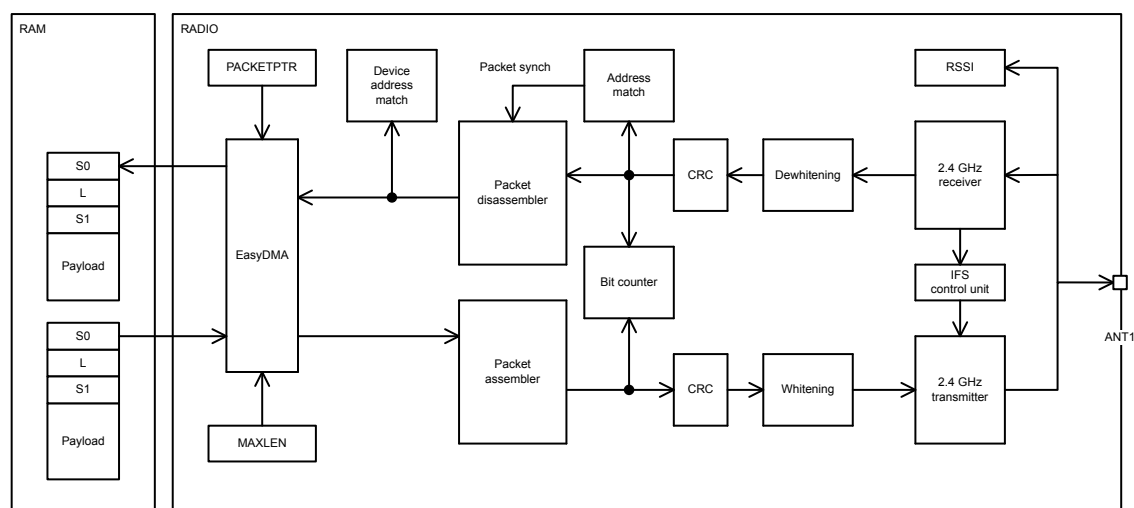 RAM
RADIO
PACKETPTR
Device
address
match
Packet synch
Address
match
RSSI
S0
L
S1
Payload
EasyDMA
Packet
disassembler
CRC
Dewhitening
2.4 GHz
receiver
Bit counter
IFS
control unit
ANT1
S0
L
S1
Payload
Packet
assembler
CRC
Whitening
2.4 GHz
transmitter
MAXLEN